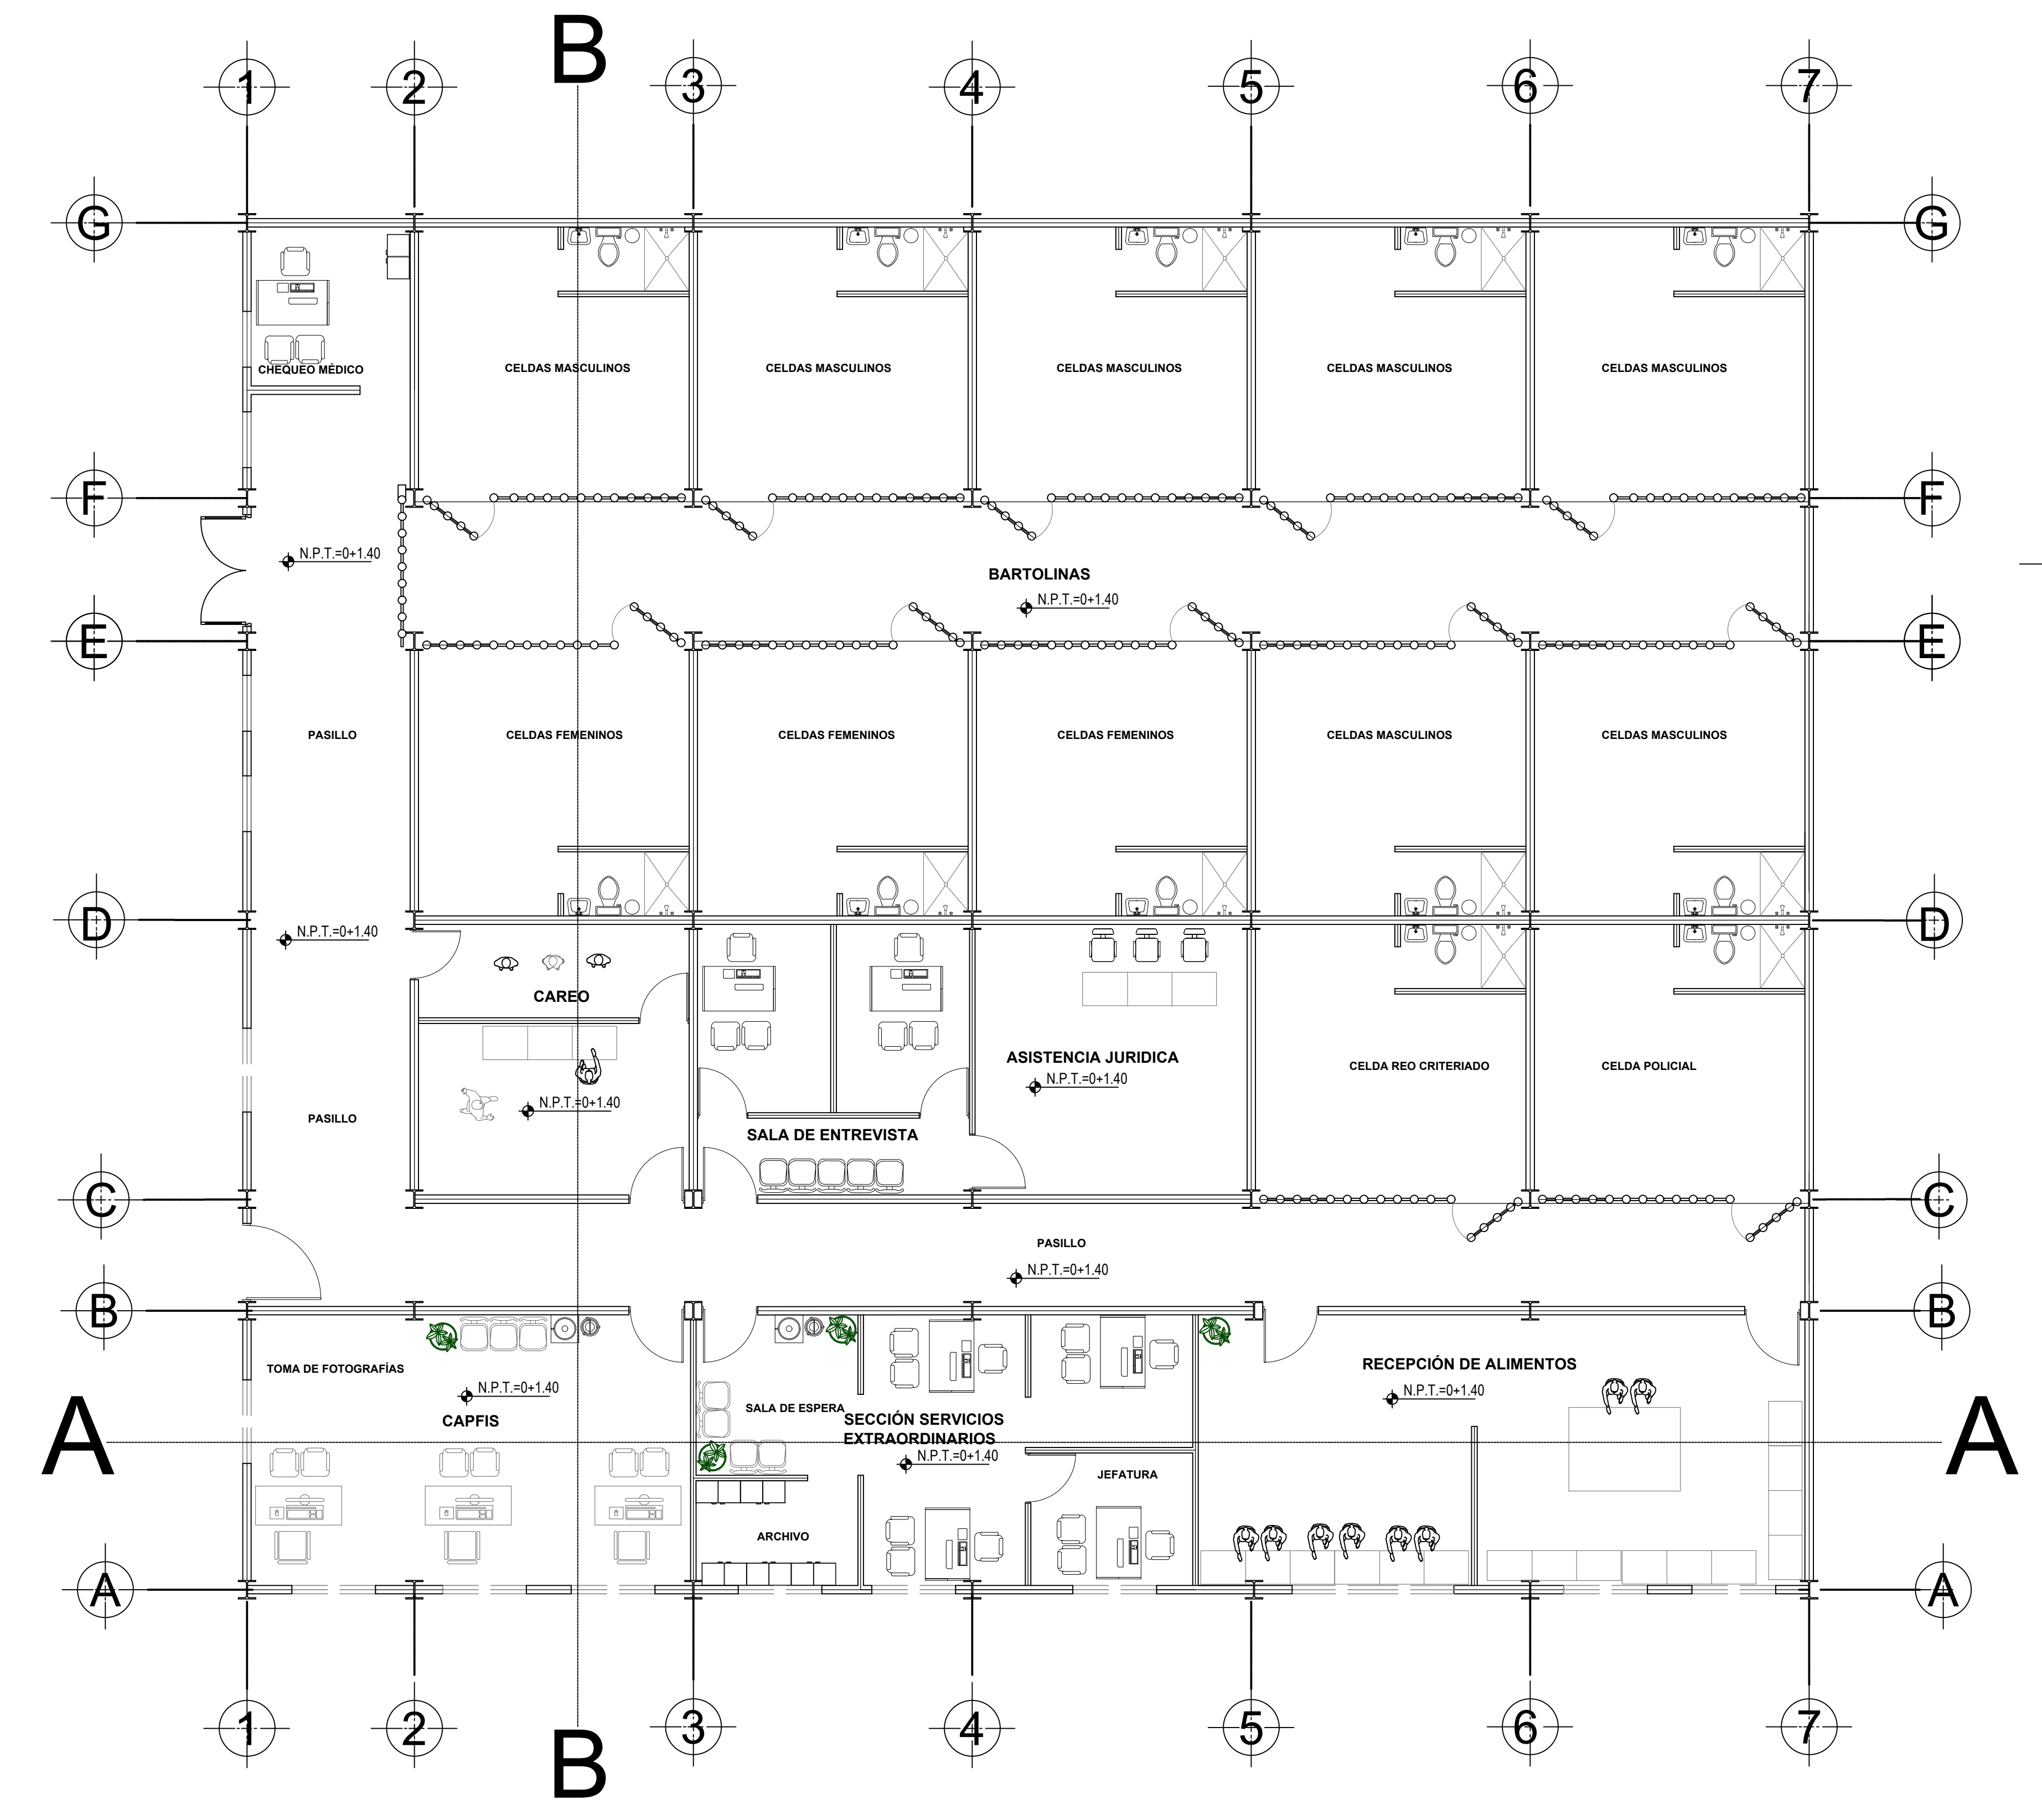 B
1 2 3 4 5 6 7
G G
CHEQUEO MÉDICO
CELDAS MASCULINOS CELDAS MASCULINOS CELDAS MASCULINOS CELDAS MASCULINOS CELDAS MASCULINOS
F F
N.P.T.=0+1.40
BARTOLINAS
N.P.T.=0+1.40
E E
PASILLO CELDAS FEMENINOS CELDAS FEMENINOS CELDAS FEMENINOS CELDAS MASCULINOS CELDAS MASCULINOS
D D
N.P.T.=0+1.40
CAREO
ASISTENCIA JURIDICA
N.P.T.=0+1.40
CELDA REO CRITERIADO CELDA POLICIAL
N.P.T.=0+1.40
PASILLO
SALA DE ENTREVISTA
C C
PASILLO
N.P.T.=0+1.40
B B
TOMA DE FOTOGRAFÍAS
RECEPCIÓN DE ALIMENTOS
N.P.T.=0+1.40
N.P.T.=0+1.40
SALA DE ESPERA
CAPFIS
SECCIÓN SERVICIOS
EXTRAORDINARIOS
A A
N.P.T.=0+1.40
JEFATURA
ARCHIVO
A A
1 2 3 4 5 6 7
B